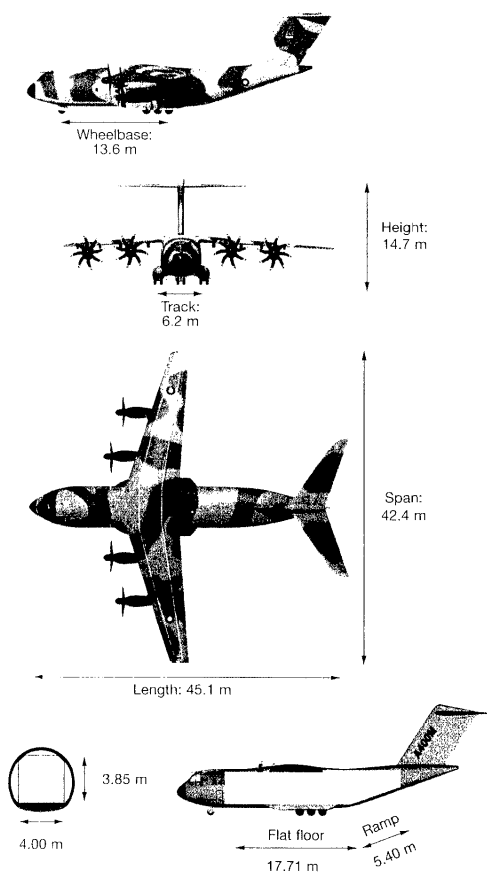 Wheelbase:
13.6 m
Height:
14.7 m
Track:
6.2 m
Span:
42.4 m
Length: 45.1 m
A400M
3.85 m
4.00 m
Flat floor
17.71 m
Ramp
5.40 m